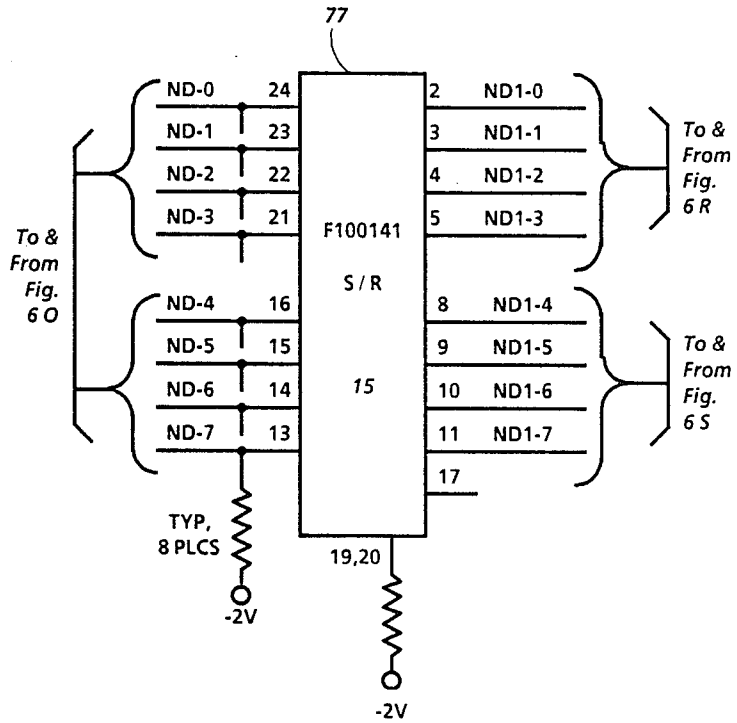 77
ND-0 24
ND-1 23
ND-2 22
ND-3 21
ND-4 16
ND-5 15
ND-6 14
ND-7 13
To &
From
Fig.
6 O
TYP,
8 PLCS
-2V
F100141
S / R
15
19,20
-2V
2 ND1-0
3 ND1-1
4 ND1-2
5 ND1-3
8 ND1-4
9 ND1-5
10 ND1-6
11 ND1-7
17
To &
From
Fig.
6 R
To &
From
Fig.
6 S